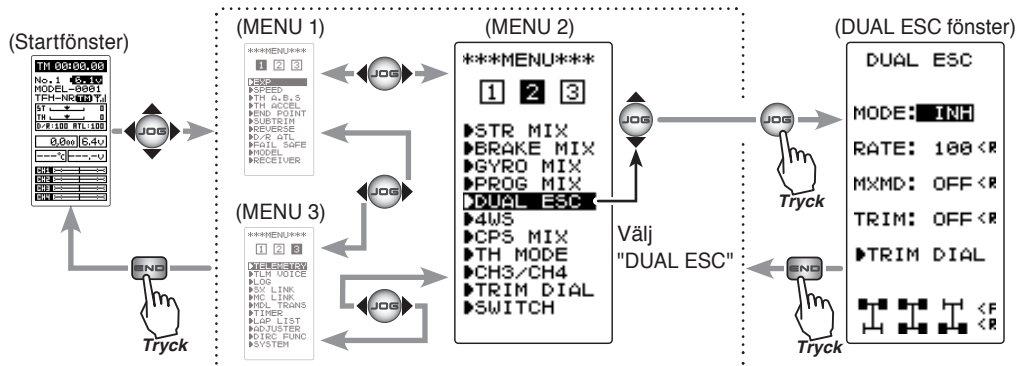 (Startfönster)
TM 00:00.00
No.1 6.1v
MODEL-0001
TFH-NR TM
ST 0
TH 0
D/R:100 ATL:100
0.0 6.4v
---°C ---.-v
CH1
CH2
CH3
CH4
END
Tryck
JOG
(MENU 1)
***MENU***
1 2 3
EXP
SPEED
TH A.B.S
TH ACCEL
END POINT
SUBTRIM
REVERSE
D/R ATL
FAIL SAFE
MODEL
RECEIVER
JOG
JOG
(MENU 3)
***MENU***
1 2 3
TELEMETRY
TLM VOICE
LOG
SX LINK
MC LINK
MDL TRANS
TIMER
LAP LIST
ADJUSTER
DIRC FUNC
SYSTEM
JOG
(MENU 2)
***MENU***
1 2 3
STR MIX
BRAKE MIX
GYRO MIX
PROG MIX
DUAL ESC
4WS
CPS MIX
TH MODE
CH3/CH4
TRIM DIAL
SWITCH
JOG
Välj
"DUAL ESC"
JOG
Tryck
END
Tryck
(DUAL ESC fönster)
DUAL ESC
MODE: INH
RATE: 100 <R
MXMD: OFF <R
TRIM: OFF <R
TRIM DIAL
<F
<R